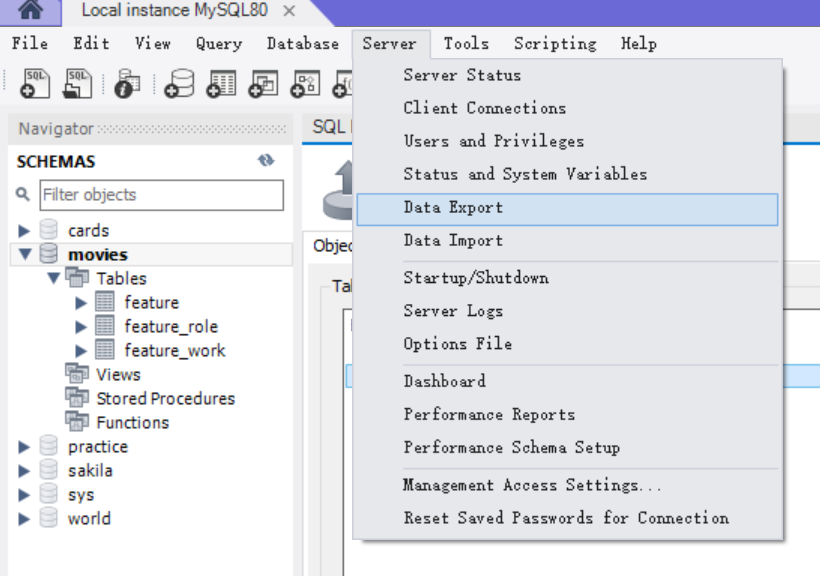 Local instance MySQL80
File Edit View Query Database Server Tools Scripting Help
SQL SQL
Navigator
SCHEMAS
Filter objects
cards
movies
Tables
feature
feature_role
feature_work
Views
Stored Procedures
Functions
practice
sakila
sys
world
SQL
Server Status
Client Connections
Users and Privileges
Status and System Variables
Data Export
Data Import
Startup/Shutdown
Server Logs
Options File
Dashboard
Performance Reports
Performance Schema Setup
Management Access Settings...
Reset Saved Passwords for Connection